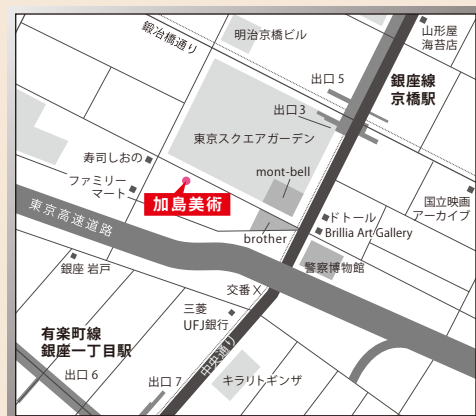 鍛冶橋通り
明治京橋ビル
山形屋
海苔店
出口 5
銀座線
京橋駅
出口3
東京スクエアガーデン
寿司しおの
mont-bell
ファミリー
マート
加島美術
国立映画
アーカイブ
東京高速道路
ドトール
Brillia Art Gallery
brother
銀座 岩戸
警察博物館
交番 X
三菱
UFJ銀行
有楽町線
銀座一丁目駅
中央通り
出口 6
出口 7
キラリトギンザ